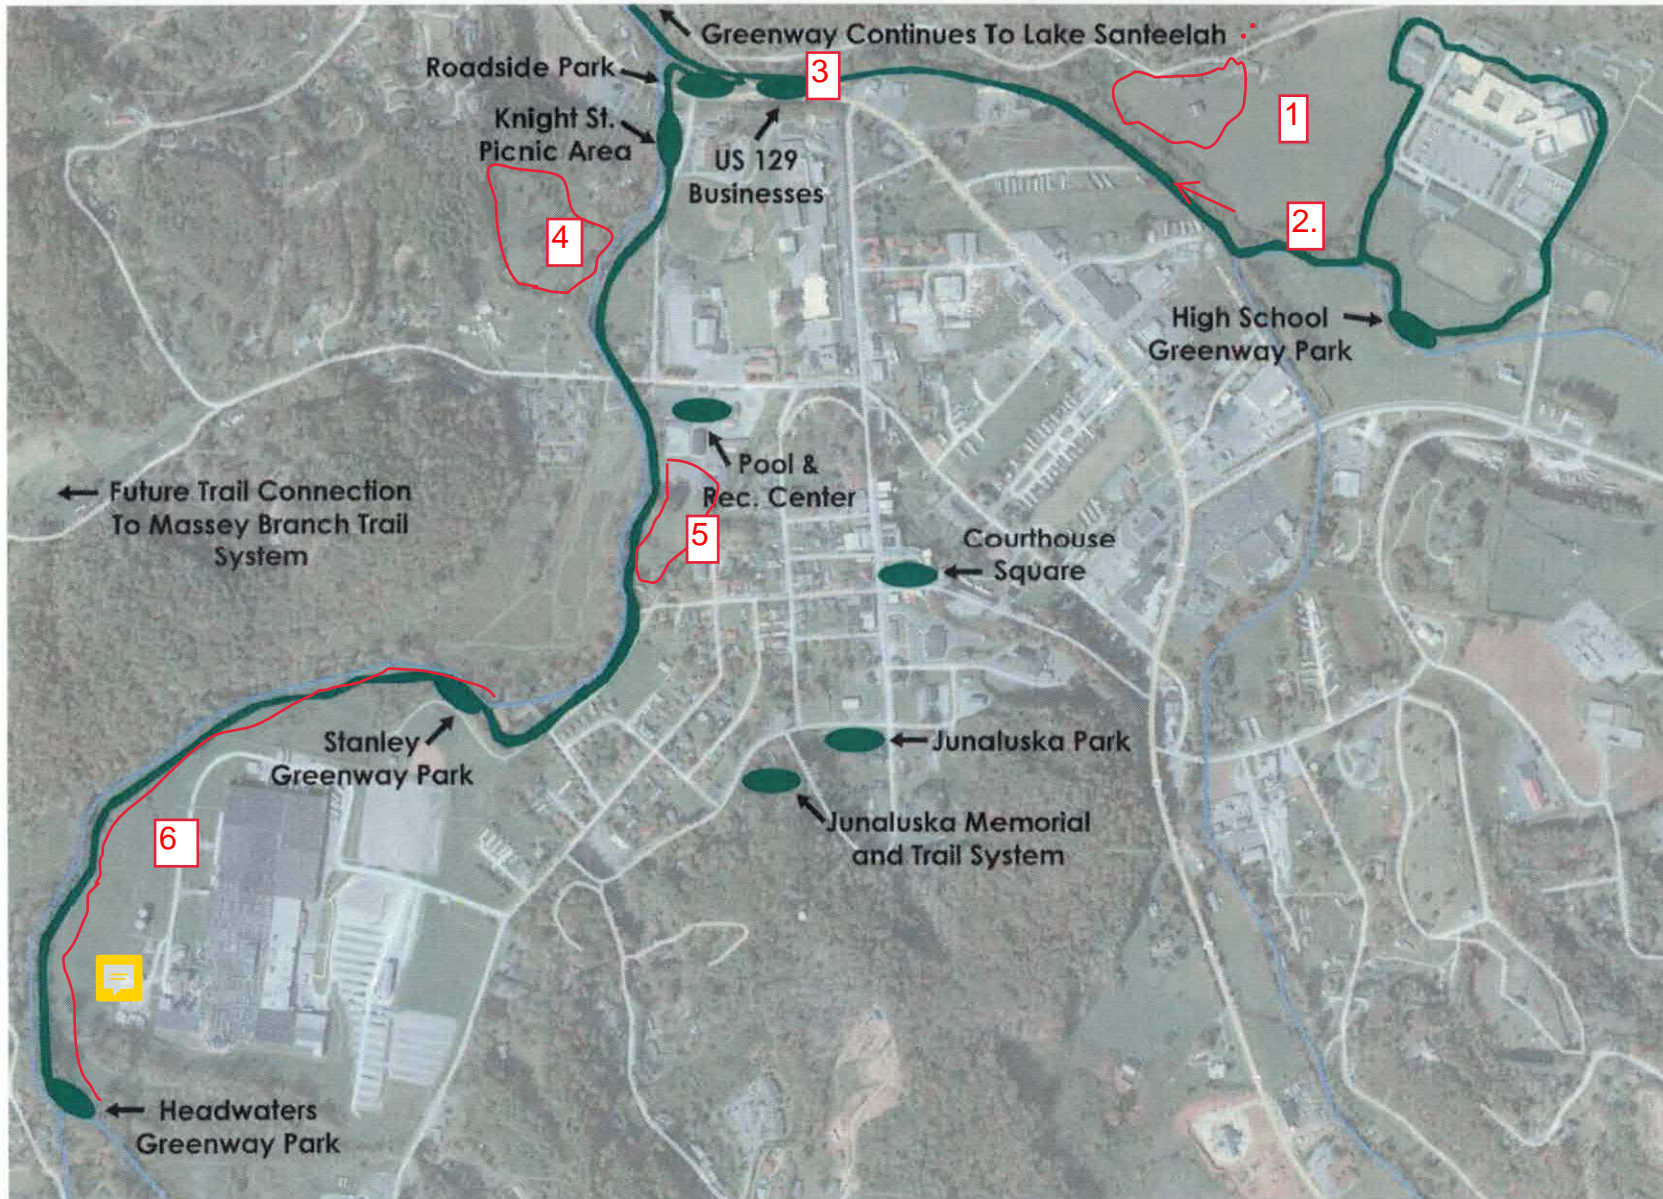 Greenway Continues To Lake Santeelah
Roadside Park
3
Knight St.
Picnic Area
1
US 129
Businesses
4
2.
High School
Greenway Park
Pool &
Rec. Center
Future Trail Connection
To Massey Branch Trail
System
5
Courthouse
Square
Stanley
Greenway Park
Junaluska Park
6
Junaluska Memorial
and Trail System
Headwaters
Greenway Park